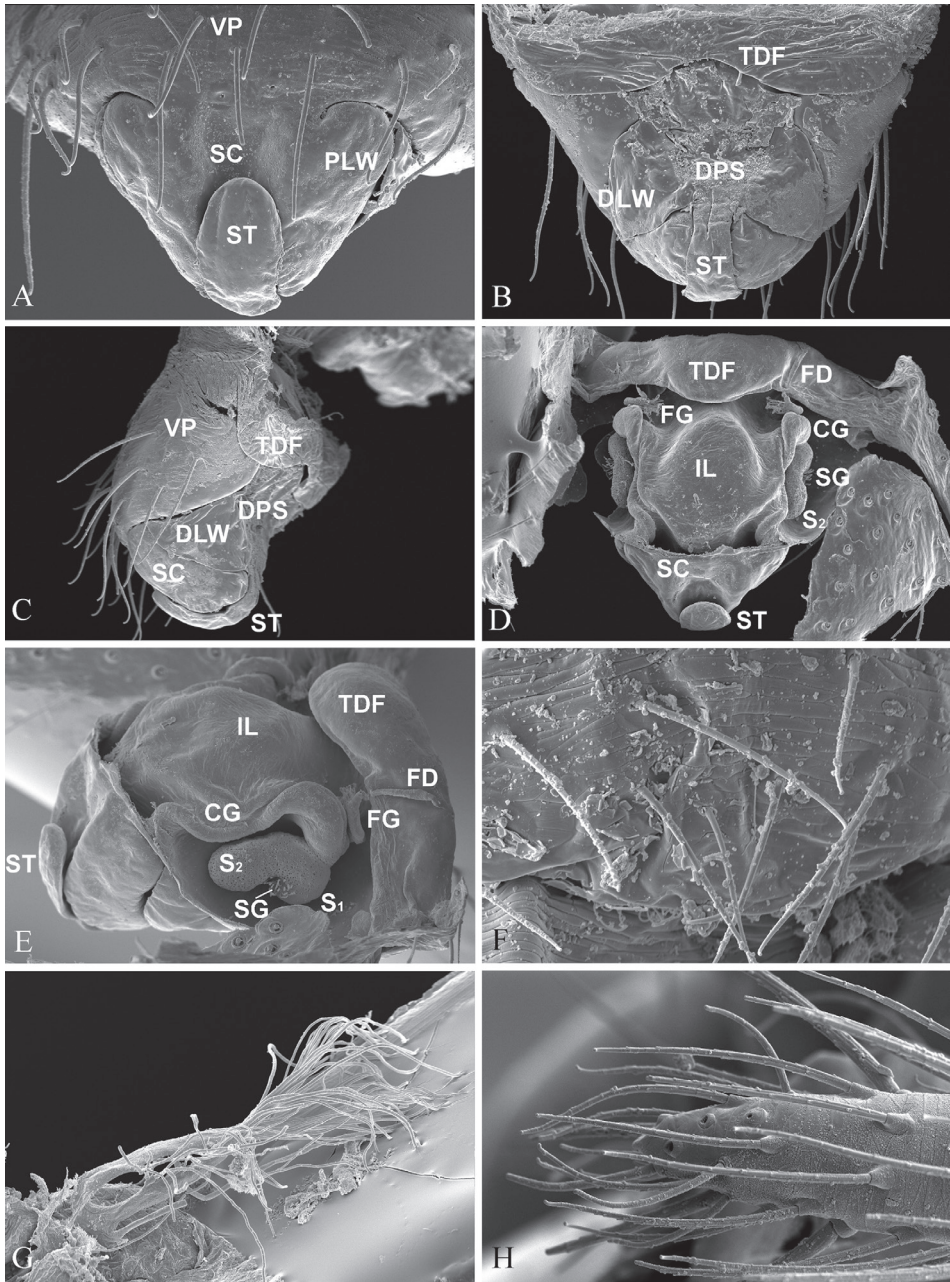 VP
SC
PLW
ST
A
TDF
DPS
DLW
ST
B
VP
TDF
DPS
DLW
SC
ST
C
TDF
FD
FG
CG
IL
SG
S₂
SC
ST
D
IL
TDF
FD
CG
FG
S₂
ST
SG
S₁
E
F
G
H